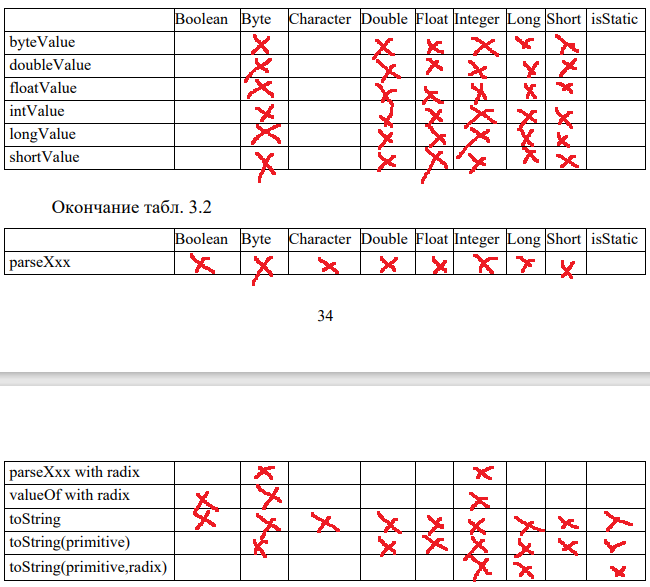 Boolean Byte Character Double Float Integer Long Short isStatic
byteValue X X X X X X
doubleValue X X X X X X
floatValue X X X X X X
intValue X X X X X X
longValue X X X X X X
shortValue X X X X X X
Окончание табл. 3.2
Boolean Byte Character Double Float Integer Long Short isStatic
parseXxx X X X X X X X X
34
parseXxx with radix X X
valueOf with radix X X X
toString X X X X X X X X X
toString(primitive) X X X X X X X
toString(primitive,radix) X X X